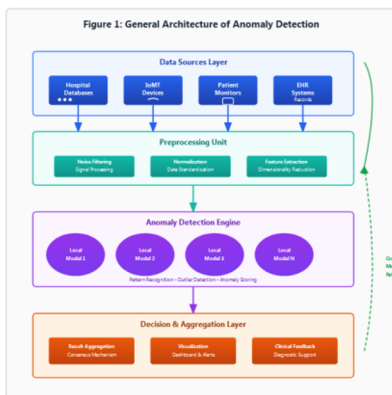 Figure 1: General Architecture of Anomaly Detection
Data Sources Layer
Hospital
Databases
IoMT
Devices
Patient
Monitors
EHR
Systems
Records
Preprocessing Unit
Noise Filtering
Signal Processing
Normalization
Data Standardization
Feature Extraction
Dimensionality Reduction
Anomaly Detection Engine
Local
Model 1
Local
Model 2
Local
Model 3
Local
Model N
Pattern Recognition • Outlier Detection • Anomaly Scoring
Decision & Aggregation Layer
Result Aggregation
Consensus Mechanism
Visualization
Dashboard & Alerts
Clinical Feedback
Diagnostic Support